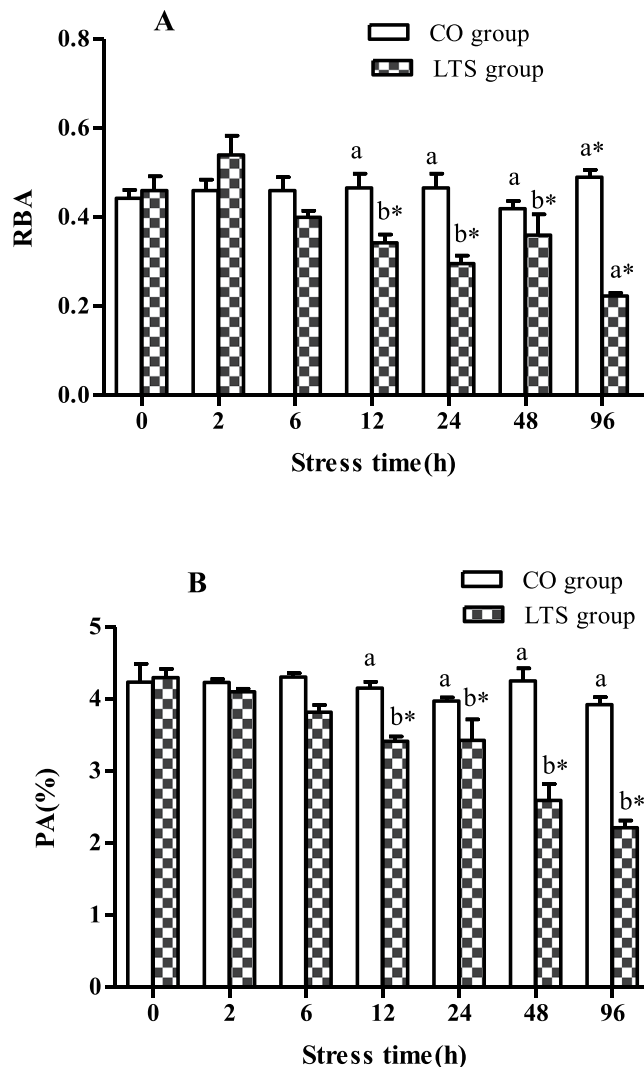 A
CO group
LTS group
0.8
0.6
0.4
0.2
0.0
RBA
a
b*
a
b*
a
b*
a*
a*
0
2
6
12
24
48
96
Stress time(h)
B
CO group
LTS group
5
4
3
2
1
0
PA(%)
a
b*
a
b*
a
b*
a
b*
0
2
6
12
24
48
96
Stress time(h)